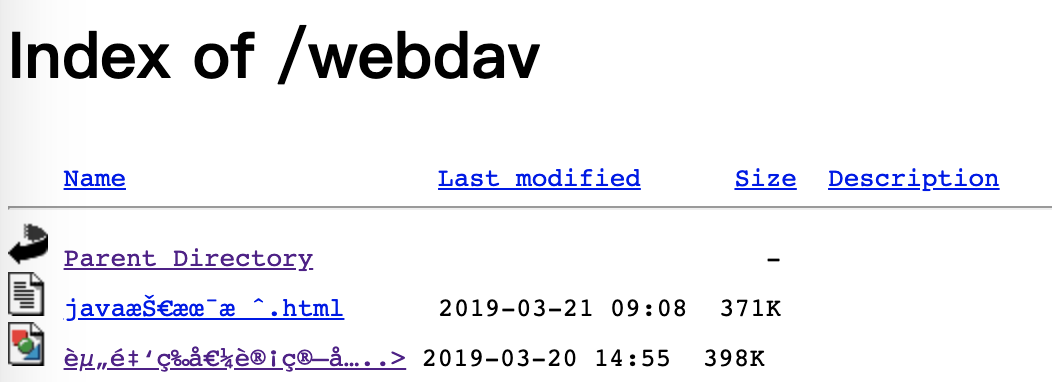 Index of /webdav
Name Last modified Size Description
Parent Directory -
javaæŠ€æœ¯æ ˆ.html 2019-03-21 09:08 371K
èµ„é‡‘ç‰å€¼è®¡ç®—å…..> 2019-03-20 14:55 398K